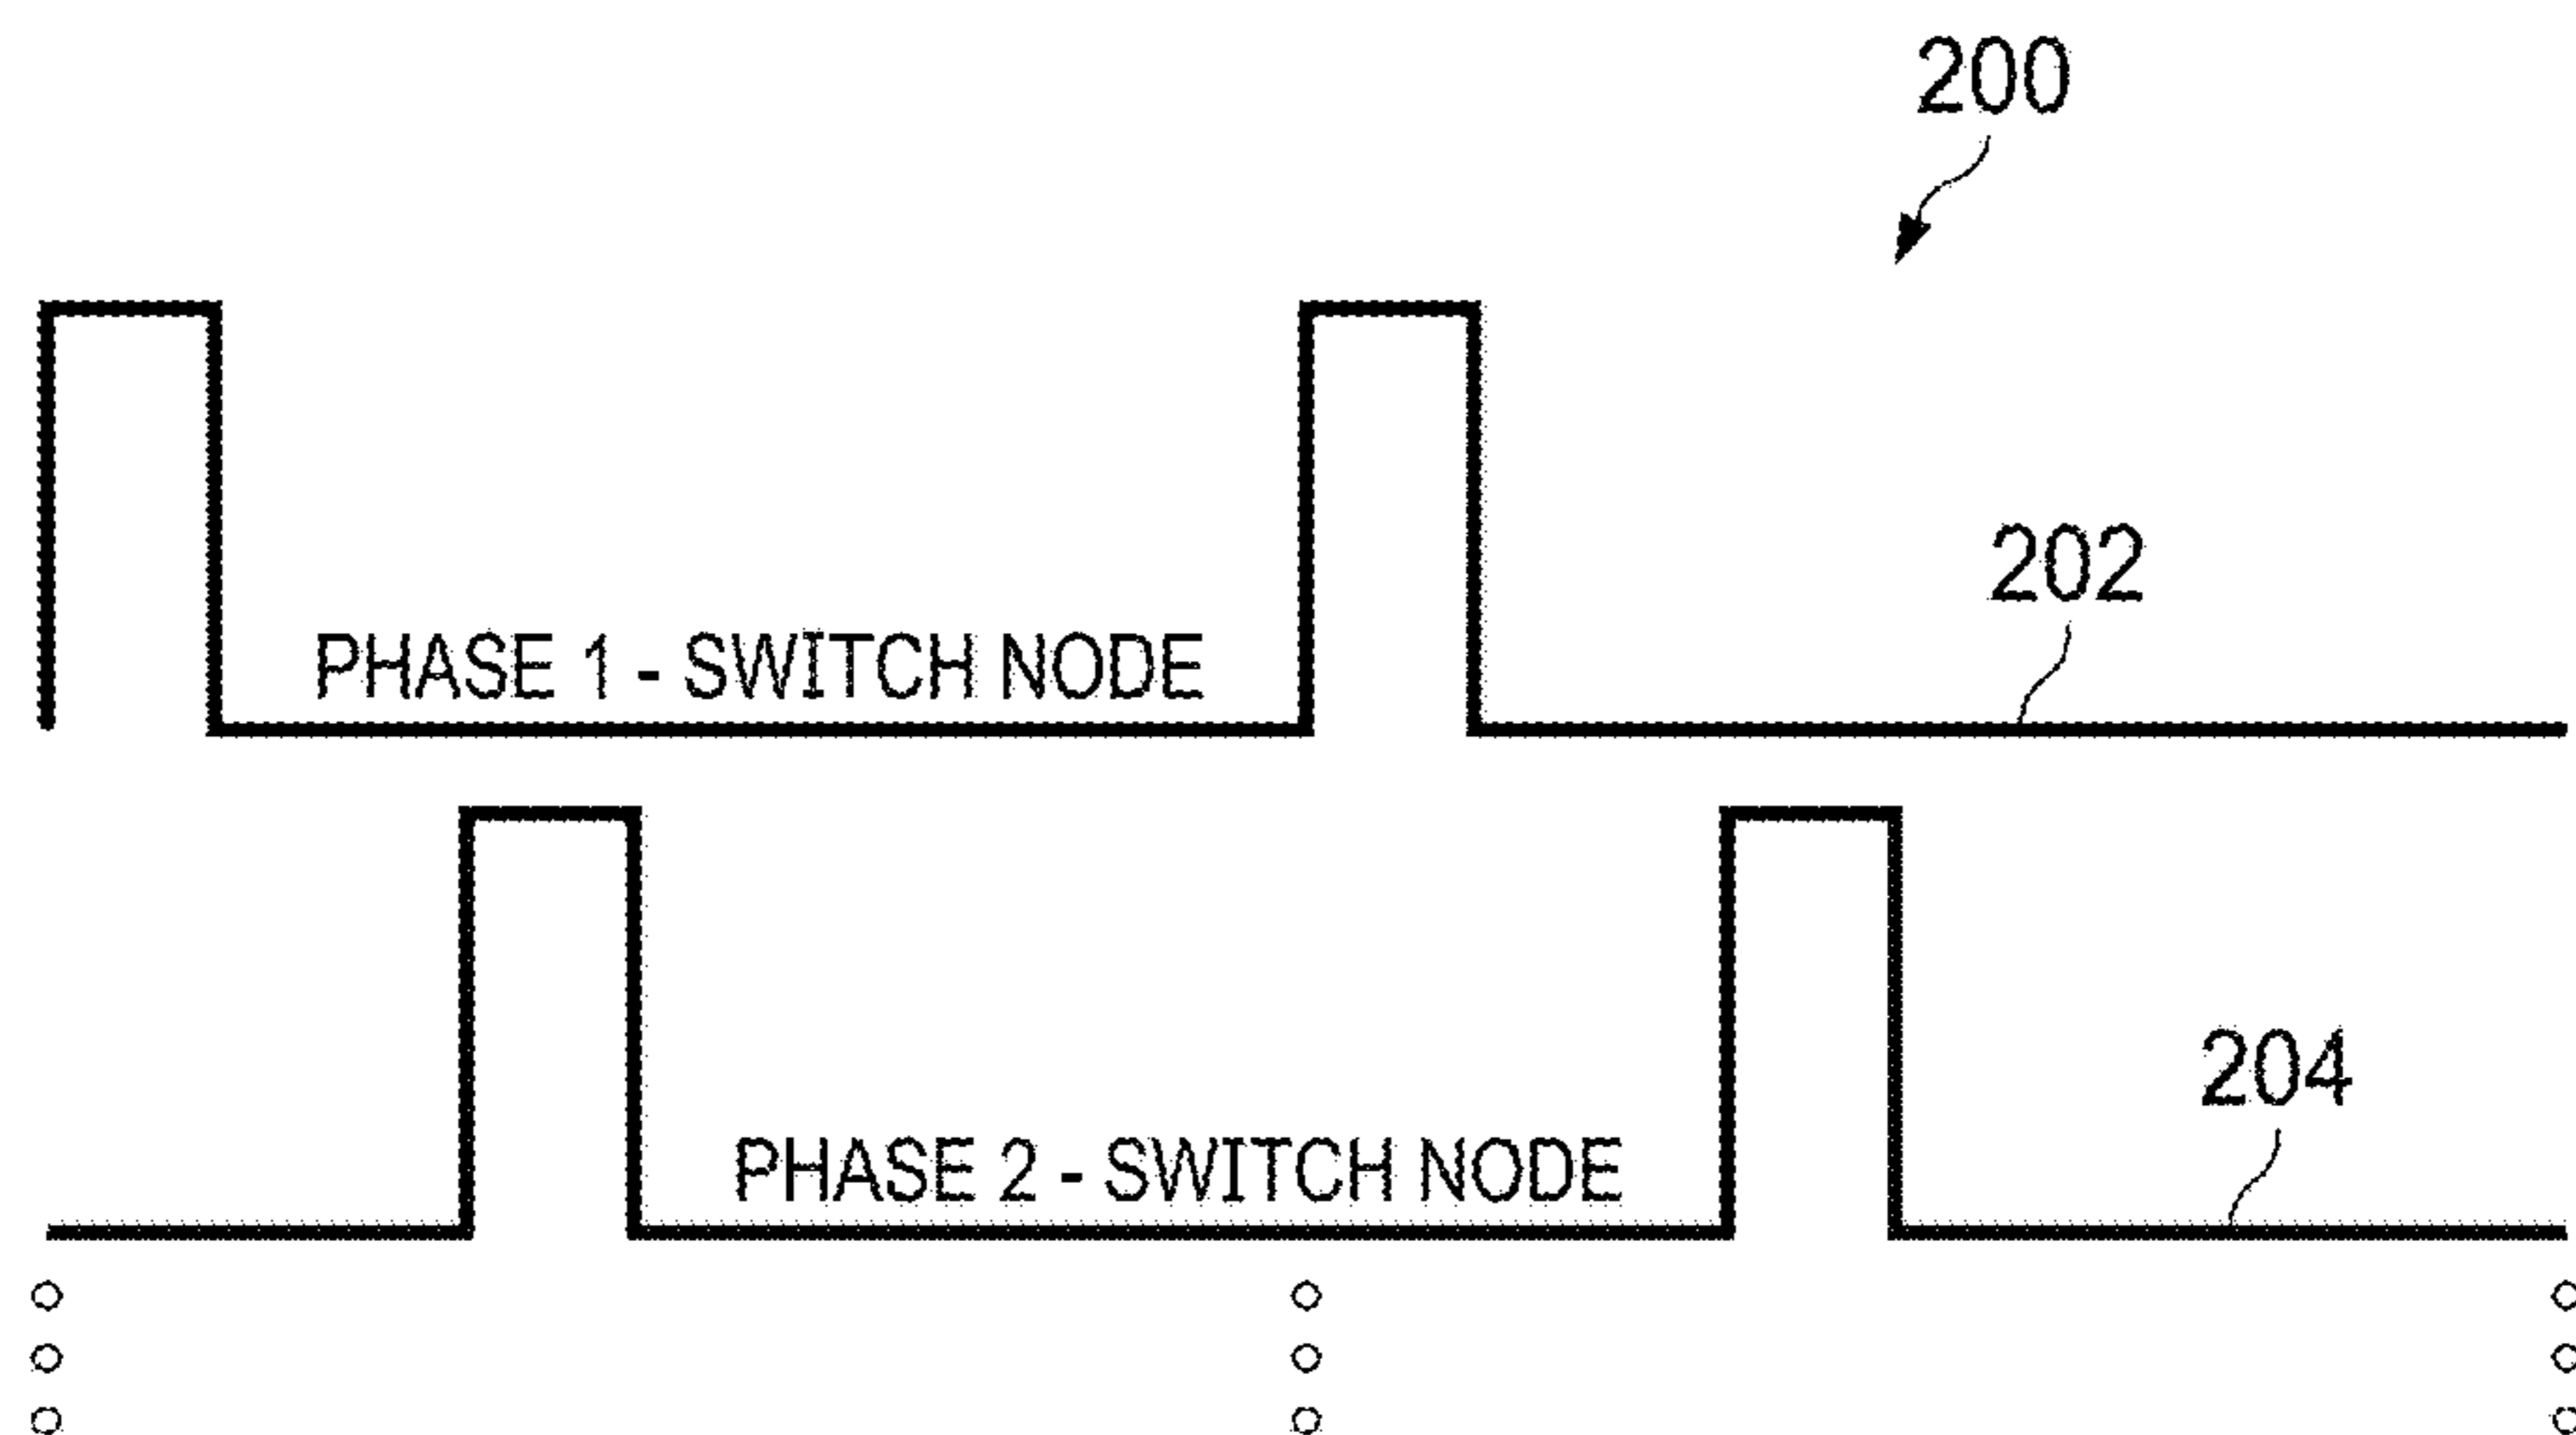 200
202
PHASE 1 - SWITCH NODE
204
PHASE 2 - SWITCH NODE